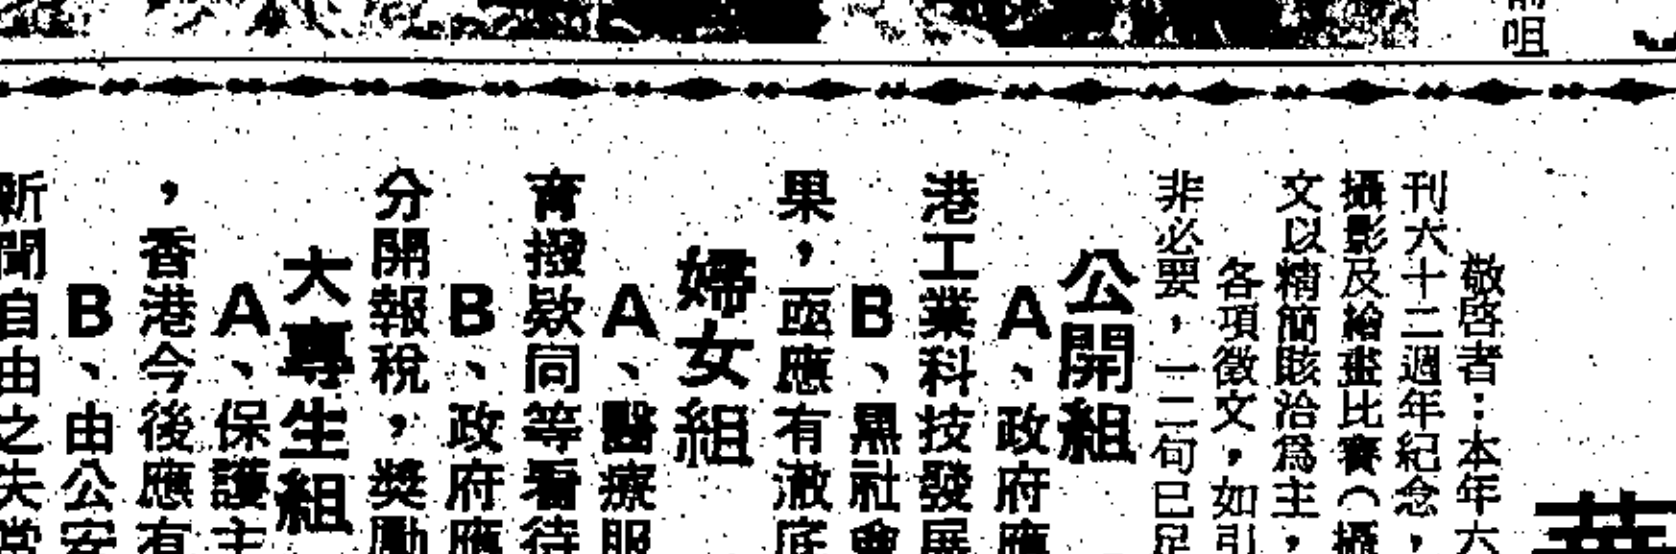 咀
華
敬啓者：本年六
刊六十二週年紀念，
攝影及繪畫比賽（攝
文以精簡賅洽爲主，
各項徵文，如引
非必要，一二句已足
公開組
A、政府應
港工業科技發展
B、黑社會
果，亟應有澈底
婦女組
A、醫療服
育撥欵同等看待
B、政府應
分開報稅，獎勵
大專生組
A、保護主
，香港今後應有
B、由公安
新聞自由之失當